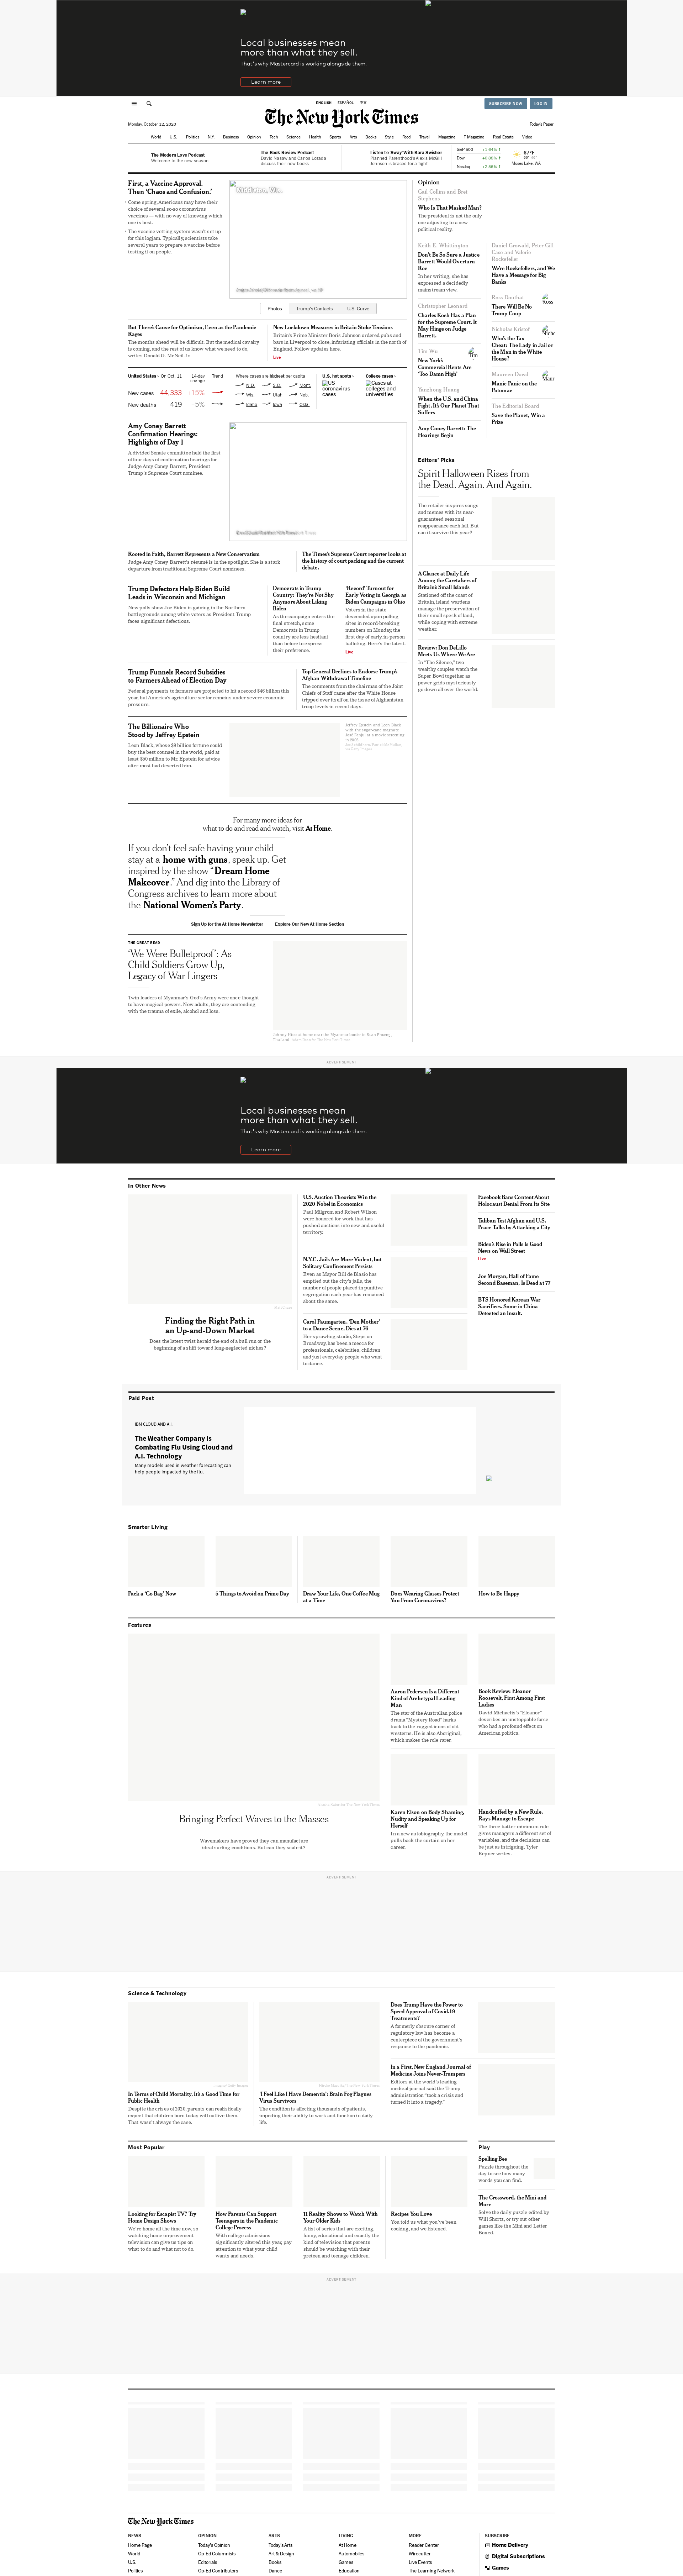 Local businesses mean
more than what they sell.
That's why Mastercard is working alongside them.
Learn more
ENGLISH ESPAÑOL 中文
SUBSCRIBE NOW LOG IN
Monday, October 12, 2020
The New York Times
Today's Paper
World U.S. Politics N.Y. Business Opinion Tech Science Health Sports Arts Books Style Food Travel Magazine T Magazine Real Estate Video
The Modern Love Podcast
Welcome to the new season.
The Book Review Podcast
David Nasaw and Carlos Lozada
discuss their new books.
Listen to 'Sway' With Kara Swisher
Planned Parenthood's Alexis McGill
Johnson is braced for a fight.
S&P 500 +1.64% ↑
Dow +0.88% ↑
Nasdaq +2.56% ↑
67°F
Moses Lake, WA
First, a Vaccine Approval.
Then 'Chaos and Confusion.'
• Come spring, Americans may have their
choice of several so-so coronavirus
vaccines — with no way of knowing which
one is best.
• The vaccine vetting system wasn't set up
for this logjam. Typically, scientists take
several years to prepare a vaccine before
testing it on people.
Middleton, Wis.
Photos Trump's Contacts U.S. Curve
But There's Cause for Optimism, Even as the Pandemic
Rages
The months ahead will be difficult. But the medical cavalry
is coming, and the rest of us know what we need to do,
writes Donald G. McNeil Jr.
New Lockdown Measures in Britain Stoke Tensions
Britain's Prime Minister Boris Johnson ordered pubs and
bars in Liverpool to close, infuriating officials in the north of
England. Follow updates here.
Live
United States › On Oct. 11 14-day
change Trend
New cases 44,333 +15%
New deaths 419 –5%
Where cases are highest per capita
N.D. S.D. Mont.
Wis. Utah Neb.
Idaho Iowa Okla.
U.S. hot spots ›
US
coronavirus
cases
College cases ›
Cases at
colleges and
universities
Amy Coney Barrett
Confirmation Hearings:
Highlights of Day 1
A divided Senate committee held the first
of four days of confirmation hearings for
Judge Amy Coney Barrett, President
Trump's Supreme Court nominee.
Rooted in Faith, Barrett Represents a New Conservatism
Judge Amy Coney Barrett's résumé is in the spotlight. She is a stark
departure from traditional Supreme Court nominees.
The Times's Supreme Court reporter looks at
the history of court packing and the current
debate.
Trump Defectors Help Biden Build
Leads in Wisconsin and Michigan
New polls show Joe Biden is gaining in the Northern
battlegrounds among white voters as President Trump
faces significant defections.
Democrats in Trump
Country: They're Not Shy
Anymore About Liking
Biden
As the campaign enters the
final stretch, some
Democrats in Trump
country are less hesitant
than before to express
their preference.
'Record' Turnout for
Early Voting in Georgia as
Biden Campaigns in Ohio
Voters in the state
descended upon polling
sites in record-breaking
numbers on Monday, the
first day of early, in-person
balloting. Here's the latest.
Live
Trump Funnels Record Subsidies
to Farmers Ahead of Election Day
Federal payments to farmers are projected to hit a record $46 billion this
year, but America's agriculture sector remains under severe economic
pressure.
Top General Declines to Endorse Trump's
Afghan Withdrawal Timeline
The comments from the chairman of the Joint
Chiefs of Staff came after the White House
tripped over itself on the issue of Afghanistan
troop levels in recent days.
The Billionaire Who
Stood by Jeffrey Epstein
Leon Black, whose $9 billion fortune could
buy the best counsel in the world, paid at
least $50 million to Mr. Epstein for advice
after most had deserted him.
For many more ideas for
what to do and read and watch, visit At Home.
If you don't feel safe having your child
stay at a home with guns, speak up. Get
inspired by the show "Dream Home
Makeover." And dig into the Library of
Congress archives to learn more about
the National Women's Party.
Sign Up for the At Home Newsletter Explore Our New At Home Section
THE GREAT READ
'We Were Bulletproof': As
Child Soldiers Grow Up,
Legacy of War Lingers
Twin leaders of Myanmar's God's Army were once thought
to have magical powers. Now adults, they are contending
with the traumas of exile, alcohol and loss.
Opinion
Gail Collins and Bret
Stephens
Who Is That Masked Man?
The president is not the only
one adjusting to a new
political reality.
Keith E. Whittington
Don't Be So Sure a Justice
Barrett Would Overturn
Roe
In her writing, she has
expressed a decidedly
mainstream view.
Christopher Leonard
Charles Koch Has a Plan
for the Supreme Court. It
May Hinge on Judge
Barrett.
Tim Wu
New York's
Commercial Rents Are
'Too Damn High'
Yanzhong Huang
When the U.S. and China
Fight, It's Our Planet That
Suffers
Amy Coney Barrett: The
Hearings Begin
Daniel Growald, Peter Gill
Case and Valerie
Rockefeller
We're Rockefellers, and We
Have a Message for Big
Banks
Ross Douthat
There Will Be No
Trump Coup
Nicholas Kristof
Who's the Tax
Cheat: The Lady in Jail or
the Man in the White
House?
Maureen Dowd
Manic Panic on the
Potomac
The Editorial Board
Save the Planet, Win a
Prize
Editors' Picks
Spirit Halloween Rises from
the Dead. Again. And Again.
The retailer inspires songs
and memes with its near-
guaranteed seasonal
reappearance each fall. But
can it survive this year?
A Glance at Daily Life
Among the Caretakers of
Britain's Small Islands
Stationed off the coast of
Britain, island wardens
manage the preservation of
their small speck of land,
while coping with extreme
weather.
Review: Don DeLillo
Meets Us Where We Are
In "The Silence," two
wealthy couples watch the
Super Bowl together as
power grids mysteriously
go down all over the world.
ADVERTISEMENT
Local businesses mean
more than what they sell.
That's why Mastercard is working alongside them.
Learn more
In Other News
Finding the Right Path in
an Up-and-Down Market
Does the latest twist herald the end of a bull run or the
beginning of a shift toward long-neglected niches?
U.S. Auction Theorists Win the
2020 Nobel in Economics
Paul Milgrom and Robert Wilson
were honored for work that has
pushed auctions into new and useful
territory.
N.Y.C. Jails Are More Violent, but
Solitary Confinement Persists
Even as Mayor Bill de Blasio has
emptied out the city's jails, the
number of people placed in punitive
segregation each year has remained
about the same.
Carol Paumgarten, 'Den Mother'
to a Dance Scene, Dies at 76
Her sprawling studio, Steps on
Broadway, has been a mecca for
professionals, celebrities, children
and just everyday people who want
to dance.
Facebook Bans Content About
Holocaust Denial From Its Site
Taliban Test Afghan and U.S.
Peace Talks by Attacking a City
Biden's Rise in Polls Is Good
News on Wall Street
Live
Joe Morgan, Hall of Fame
Second Baseman, Is Dead at 77
BTS Honored Korean War
Sacrifices. Some in China
Detected an Insult.
Paid Post
IBM CLOUD AND A.I.
The Weather Company Is
Combating Flu Using Cloud and
A.I. Technology
Many models used in weather forecasting can
help people impacted by the flu.
Smarter Living
Pack a 'Go Bag' Now
5 Things to Avoid on Prime Day
Draw Your Life, One Coffee Mug
at a Time
Does Wearing Glasses Protect
You From Coronavirus?
How to Be Happy
Features
Bringing Perfect Waves to the Masses
Wavemakers have proved they can manufacture
ideal surfing conditions. But can they scale it?
Aaron Pedersen Is a Different
Kind of Archetypal Leading
Man
The star of the Australian police
drama "Mystery Road" harks
back to the rugged icons of old
westerns. He is also Aboriginal,
which makes the role rarer.
Book Review: Eleanor
Roosevelt, First Among First
Ladies
David Michaelis's "Eleanor"
describes an unstoppable force
who had a profound effect on
American politics.
Karen Elson on Body Shaming,
Nudity and Speaking Up for
Herself
In a new autobiography, the model
pulls back the curtain on her
career.
Handcuffed by a New Rule,
Rays Manage to Escape
The three-batter-minimum rule
gives managers a different set of
variables, and the decisions can
be just as intriguing, Tyler
Kepner writes.
ADVERTISEMENT
Science & Technology
In Terms of Child Mortality, It's a Good Time for
Public Health
Despite the crises of 2020, parents can realistically
expect that children born today will outlive them.
That wasn't always the case.
'I Feel Like I Have Dementia': Brain Fog Plagues
Virus Survivors
The condition is affecting thousands of patients,
impeding their ability to work and function in daily
life.
Does Trump Have the Power to
Speed Approval of Covid-19
Treatments?
A formerly obscure corner of
regulatory law has become a
centerpiece of the government's
response to the pandemic.
In a First, New England Journal of
Medicine Joins Never-Trumpers
Editors at the world's leading
medical journal said the Trump
administration "took a crisis and
turned it into a tragedy."
Most Popular
Looking for Escapist TV? Try
Home Design Shows
We're home all the time now, so
watching home improvement
television can give us tips on
what to do and what not to do.
How Parents Can Support
Teenagers in the Pandemic
College Process
With college admissions
significantly altered this year, pay
attention to what your child
wants and needs.
11 Reality Shows to Watch With
Your Older Kids
A list of series that are exciting,
funny, educational and exactly the
kind of television that parents
should be watching with their
preteen and teenage children.
Recipes You Love
You told us what you've been
cooking, and we listened.
Play
Spelling Bee
Puzzle throughout the
day to see how many
words you can find.
The Crossword, the Mini and
More
Solve the daily puzzle edited by
Will Shortz, or try out other
games like the Mini and Letter
Boxed.
ADVERTISEMENT
The New York Times
NEWS OPINION ARTS LIVING MORE SUBSCRIBE
Home Page Today's Opinion Today's Arts At Home Reader Center Home Delivery
World Op-Ed Columnists Art & Design Automobiles Wirecutter Digital Subscriptions
U.S. Editorials Books Games Live Events Games
Politics Op-Ed Contributors Dance Education The Learning Network